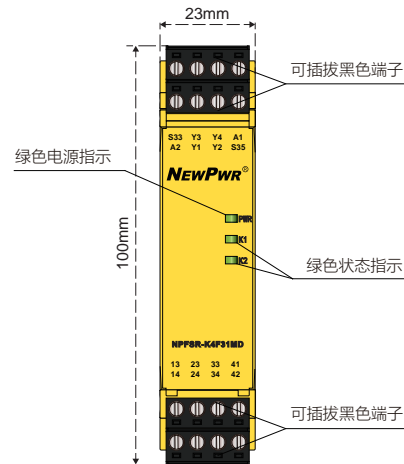 23mm
可插拔黑色端子
S33 Y3 Y4 A1
A2 Y1 Y2 S35
绿色电源指示
NEWPWR®
100mm
PWR
K1
绿色状态指示
K2
NPFSR-K4F31MD
13 23 33 41
14 24 34 42
可插拔黑色端子